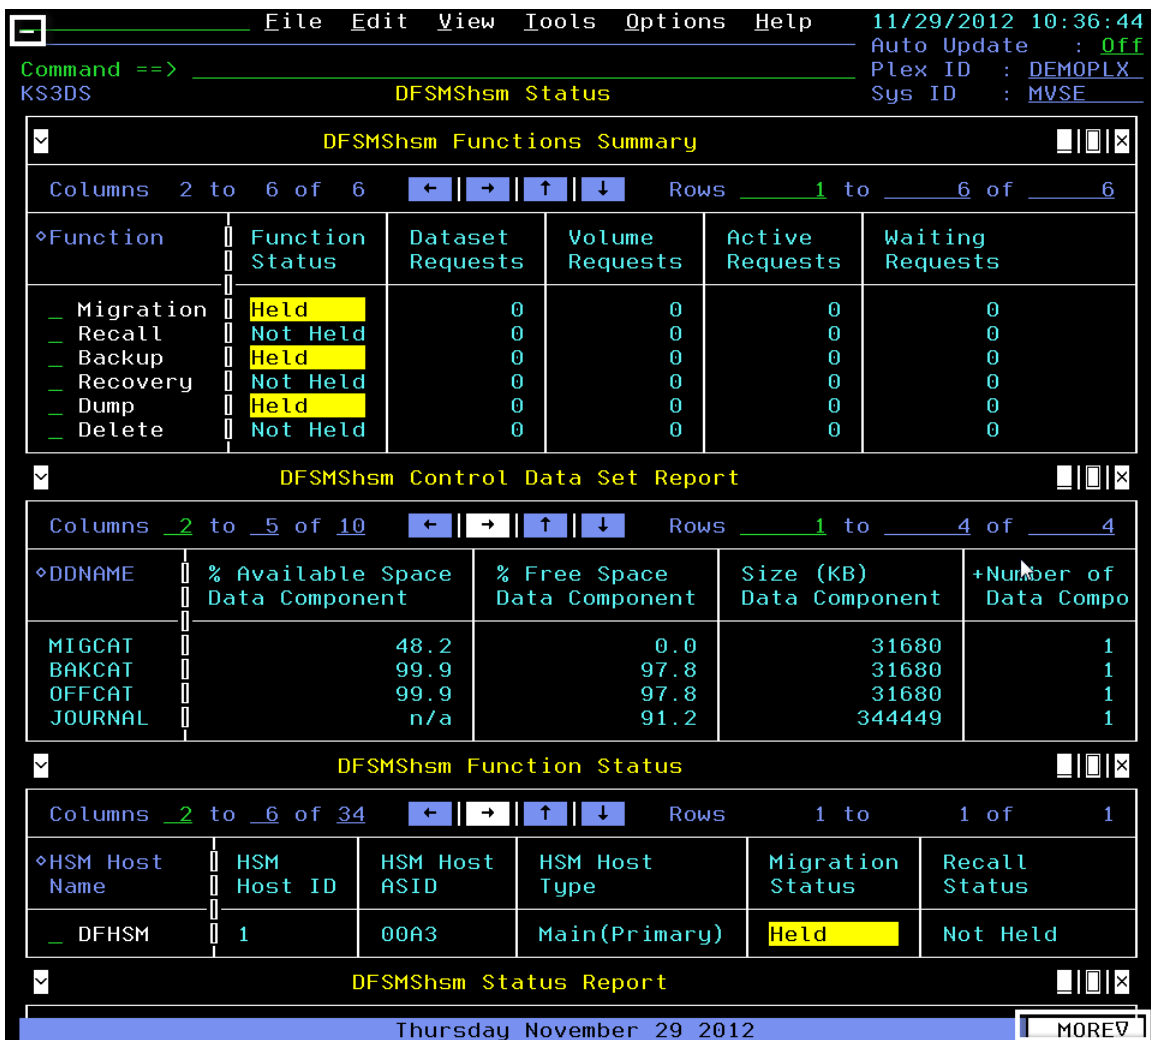 File Edit View Tools Options Help 11/29/2012 10:36:44
Auto Update : Off
Command ==> Plex ID : DEMOPLX
KS3DS DFSMShsm Status Sys ID : MVSE
DFSMShsm Functions Summary
Columns 2 to 6 of 6 ← → ↑ ↓ Rows 1 to 6 of 6
◇Function Function Dataset Volume Active Waiting
Status Requests Requests Requests Requests
_ Migration Held 0 0 0 0
_ Recall Not Held 0 0 0 0
_ Backup Held 0 0 0 0
_ Recovery Not Held 0 0 0 0
_ Dump Held 0 0 0 0
_ Delete Not Held 0 0 0 0
DFSMShsm Control Data Set Report
Columns 2 to 5 of 10 ← → ↑ ↓ Rows 1 to 4 of 4
◇DDNAME % Available Space % Free Space Size (KB) +Number of
Data Component Data Component Data Component Data Compo
MIGCAT 48.2 0.0 31680 1
BAKCAT 99.9 97.8 31680 1
OFFCAT 99.9 97.8 31680 1
JOURNAL n/a 91.2 344449 1
DFSMShsm Function Status
Columns 2 to 6 of 34 ← → ↑ ↓ Rows 1 to 1 of 1
◇HSM Host HSM HSM Host HSM Host Migration Recall
Name Host ID ASID Type Status Status
_ DFHSM 1 00A3 Main(Primary) Held Not Held
DFSMShsm Status Report
Thursday November 29 2012 MORE∇